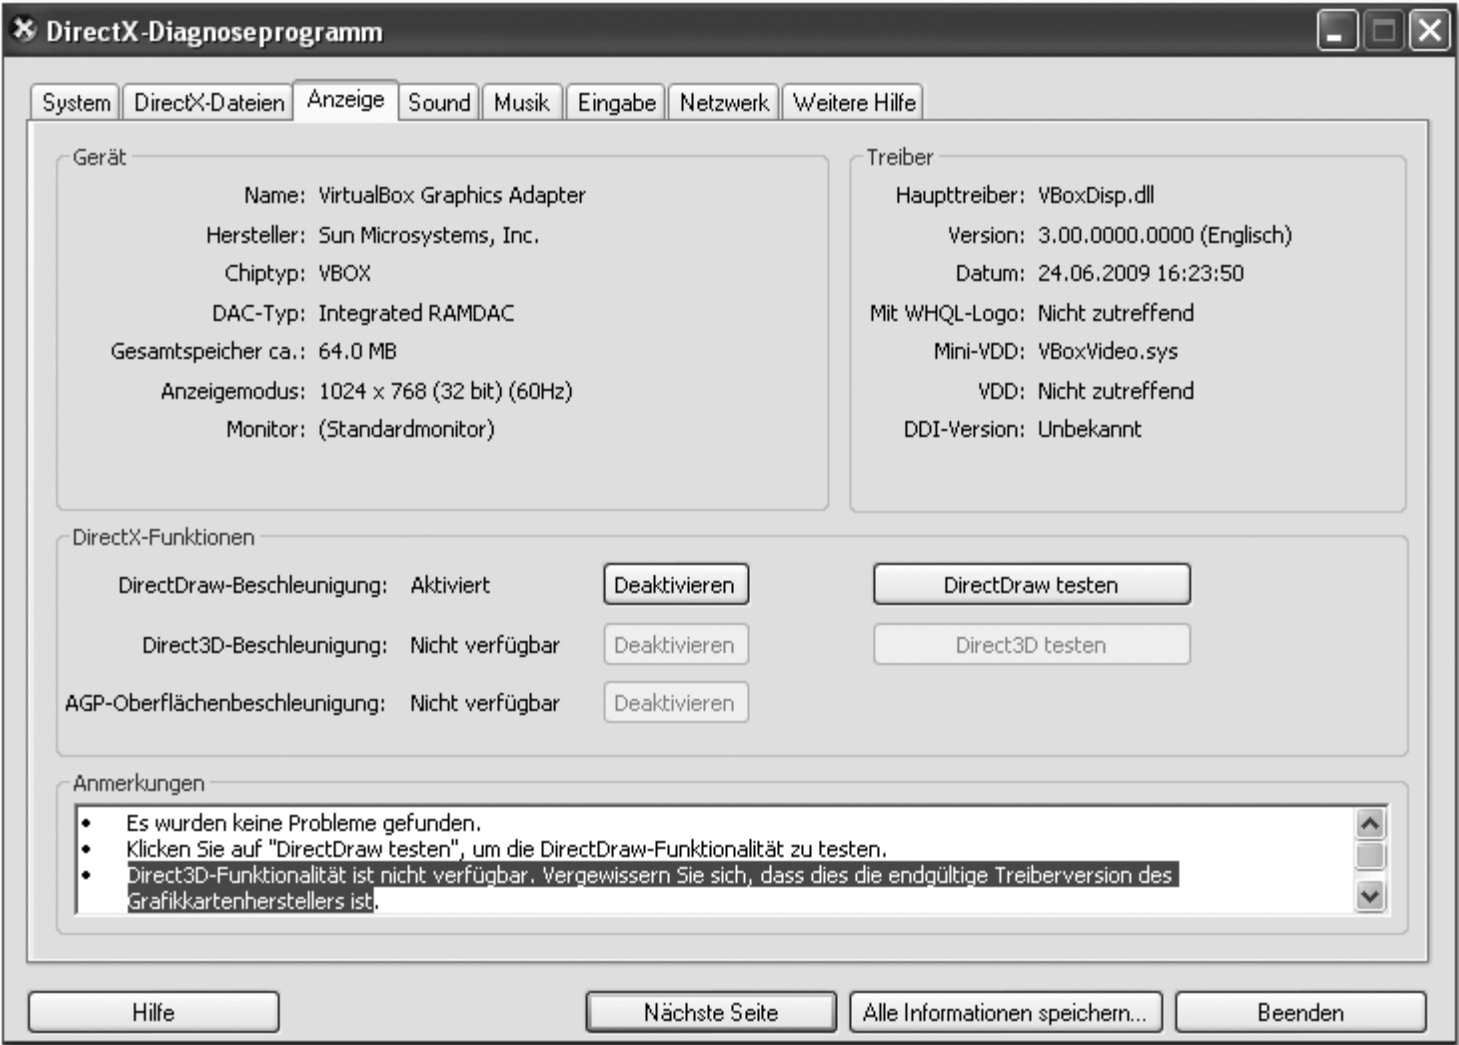 DirectX-Diagnoseprogramm
System DirectX-Dateien Anzeige Sound Musik Eingabe Netzwerk Weitere Hilfe
Gerät
Name: VirtualBox Graphics Adapter
Hersteller: Sun Microsystems, Inc.
Chiptyp: VBOX
DAC-Typ: Integrated RAMDAC
Gesamtspeicher ca.: 64.0 MB
Anzeigemodus: 1024 x 768 (32 bit) (60Hz)
Monitor: (Standardmonitor)
Treiber
Haupttreiber: VBoxDisp.dll
Version: 3.00.0000.0000 (Englisch)
Datum: 24.06.2009 16:23:50
Mit WHQL-Logo: Nicht zutreffend
Mini-VDD: VBoxVideo.sys
VDD: Nicht zutreffend
DDI-Version: Unbekannt
DirectX-Funktionen
DirectDraw-Beschleunigung: Aktiviert Deaktivieren DirectDraw testen
Direct3D-Beschleunigung: Nicht verfügbar Deaktivieren Direct3D testen
AGP-Oberflächenbeschleunigung: Nicht verfügbar Deaktivieren
Anmerkungen
• Es wurden keine Probleme gefunden.
• Klicken Sie auf "DirectDraw testen", um die DirectDraw-Funktionalität zu testen.
• Direct3D-Funktionalität ist nicht verfügbar. Vergewissern Sie sich, dass dies die endgültige Treiberversion des
Grafikkartenherstellers ist.
Hilfe Nächste Seite Alle Informationen speichern... Beenden